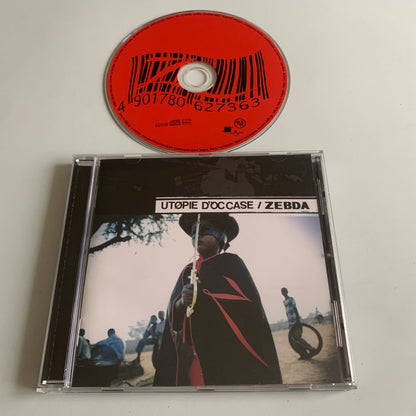 4 901780 627363
UTØPIE D'OCCASE / ZEBDA